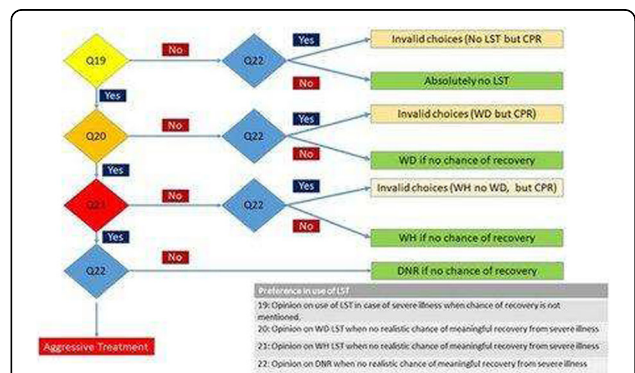 Yes
Invalid choices (No LST but CPR
Q19
No
Q22
No
Absolutely no LST
Yes
Yes
Invalid choices (WD but CPR)
Q20
No
Q22
No
WD if no chance of recovery
Yes
Yes
Invalid choices (WH no WD, but CPR)
Q21
No
Q22
No
WH if no chance of recovery
Yes
No
Q22
DNR if no chance of recovery
Preference in use of LST
19: Opinion on use of LST in case of severe illness when chance of recovery is not
mentioned.
20: Opinion on WD LST when no realistic chance of meaningful recovery from severe illness
21: Opinion on WH LST when no realistic chance of meaningful recovery from severe illness
22: Opinion on DNR when no realistic chance of meaningful recovery from severe illness
Aggressive Treatment